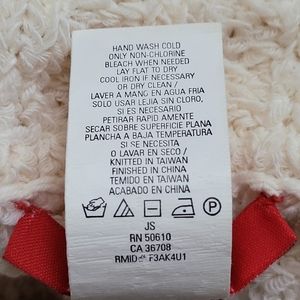 HAND WASH COLD
ONLY NON-CHLORINE
BLEACH WHEN NEEDED
LAY FLAT TO DRY
COOL IRON IF NECESSARY
OR DRY CLEAN /
LAVER A MANO EN AGUA FRIA
SOLO USAR LEJIA SIN CLORO,
SI ES NECESARIO
PETIRAR RAPID AMENTE
SECAR SOBRE SUPERFICIE PLANA
PLANCHA A BAJA TEMPERATURA
SI SE NECESITA
O LAVAR EN SECO /
KNITTED IN TAIWAN
FINISHED IN CHINA
TEMIDO EN TAIWAN
ACABADO EN CHINA
JS
RN 50610
CA 36708
RMID# F3AK4U1